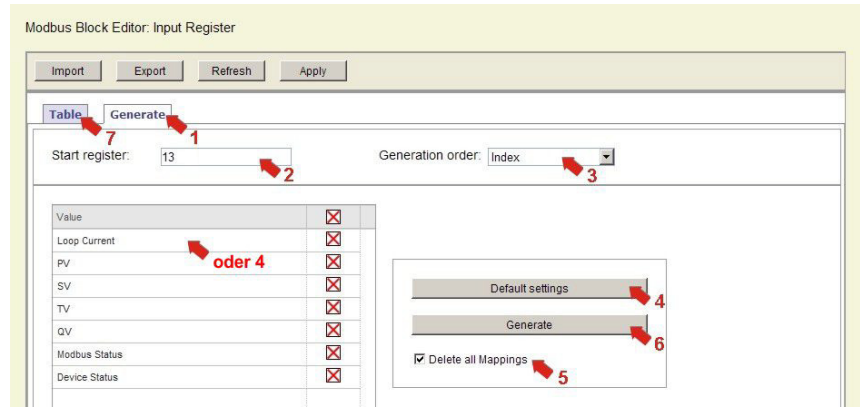 Modbus Block Editor: Input Register
Import Export Refresh Apply
Table Generate
7 1
Start register: 13 Generation order: Index
2 3
Value
Loop Current
oder 4
PV
SV
TV
QV
Modbus Status
Device Status
Default settings
4
Generate
6
Delete all Mappings
5